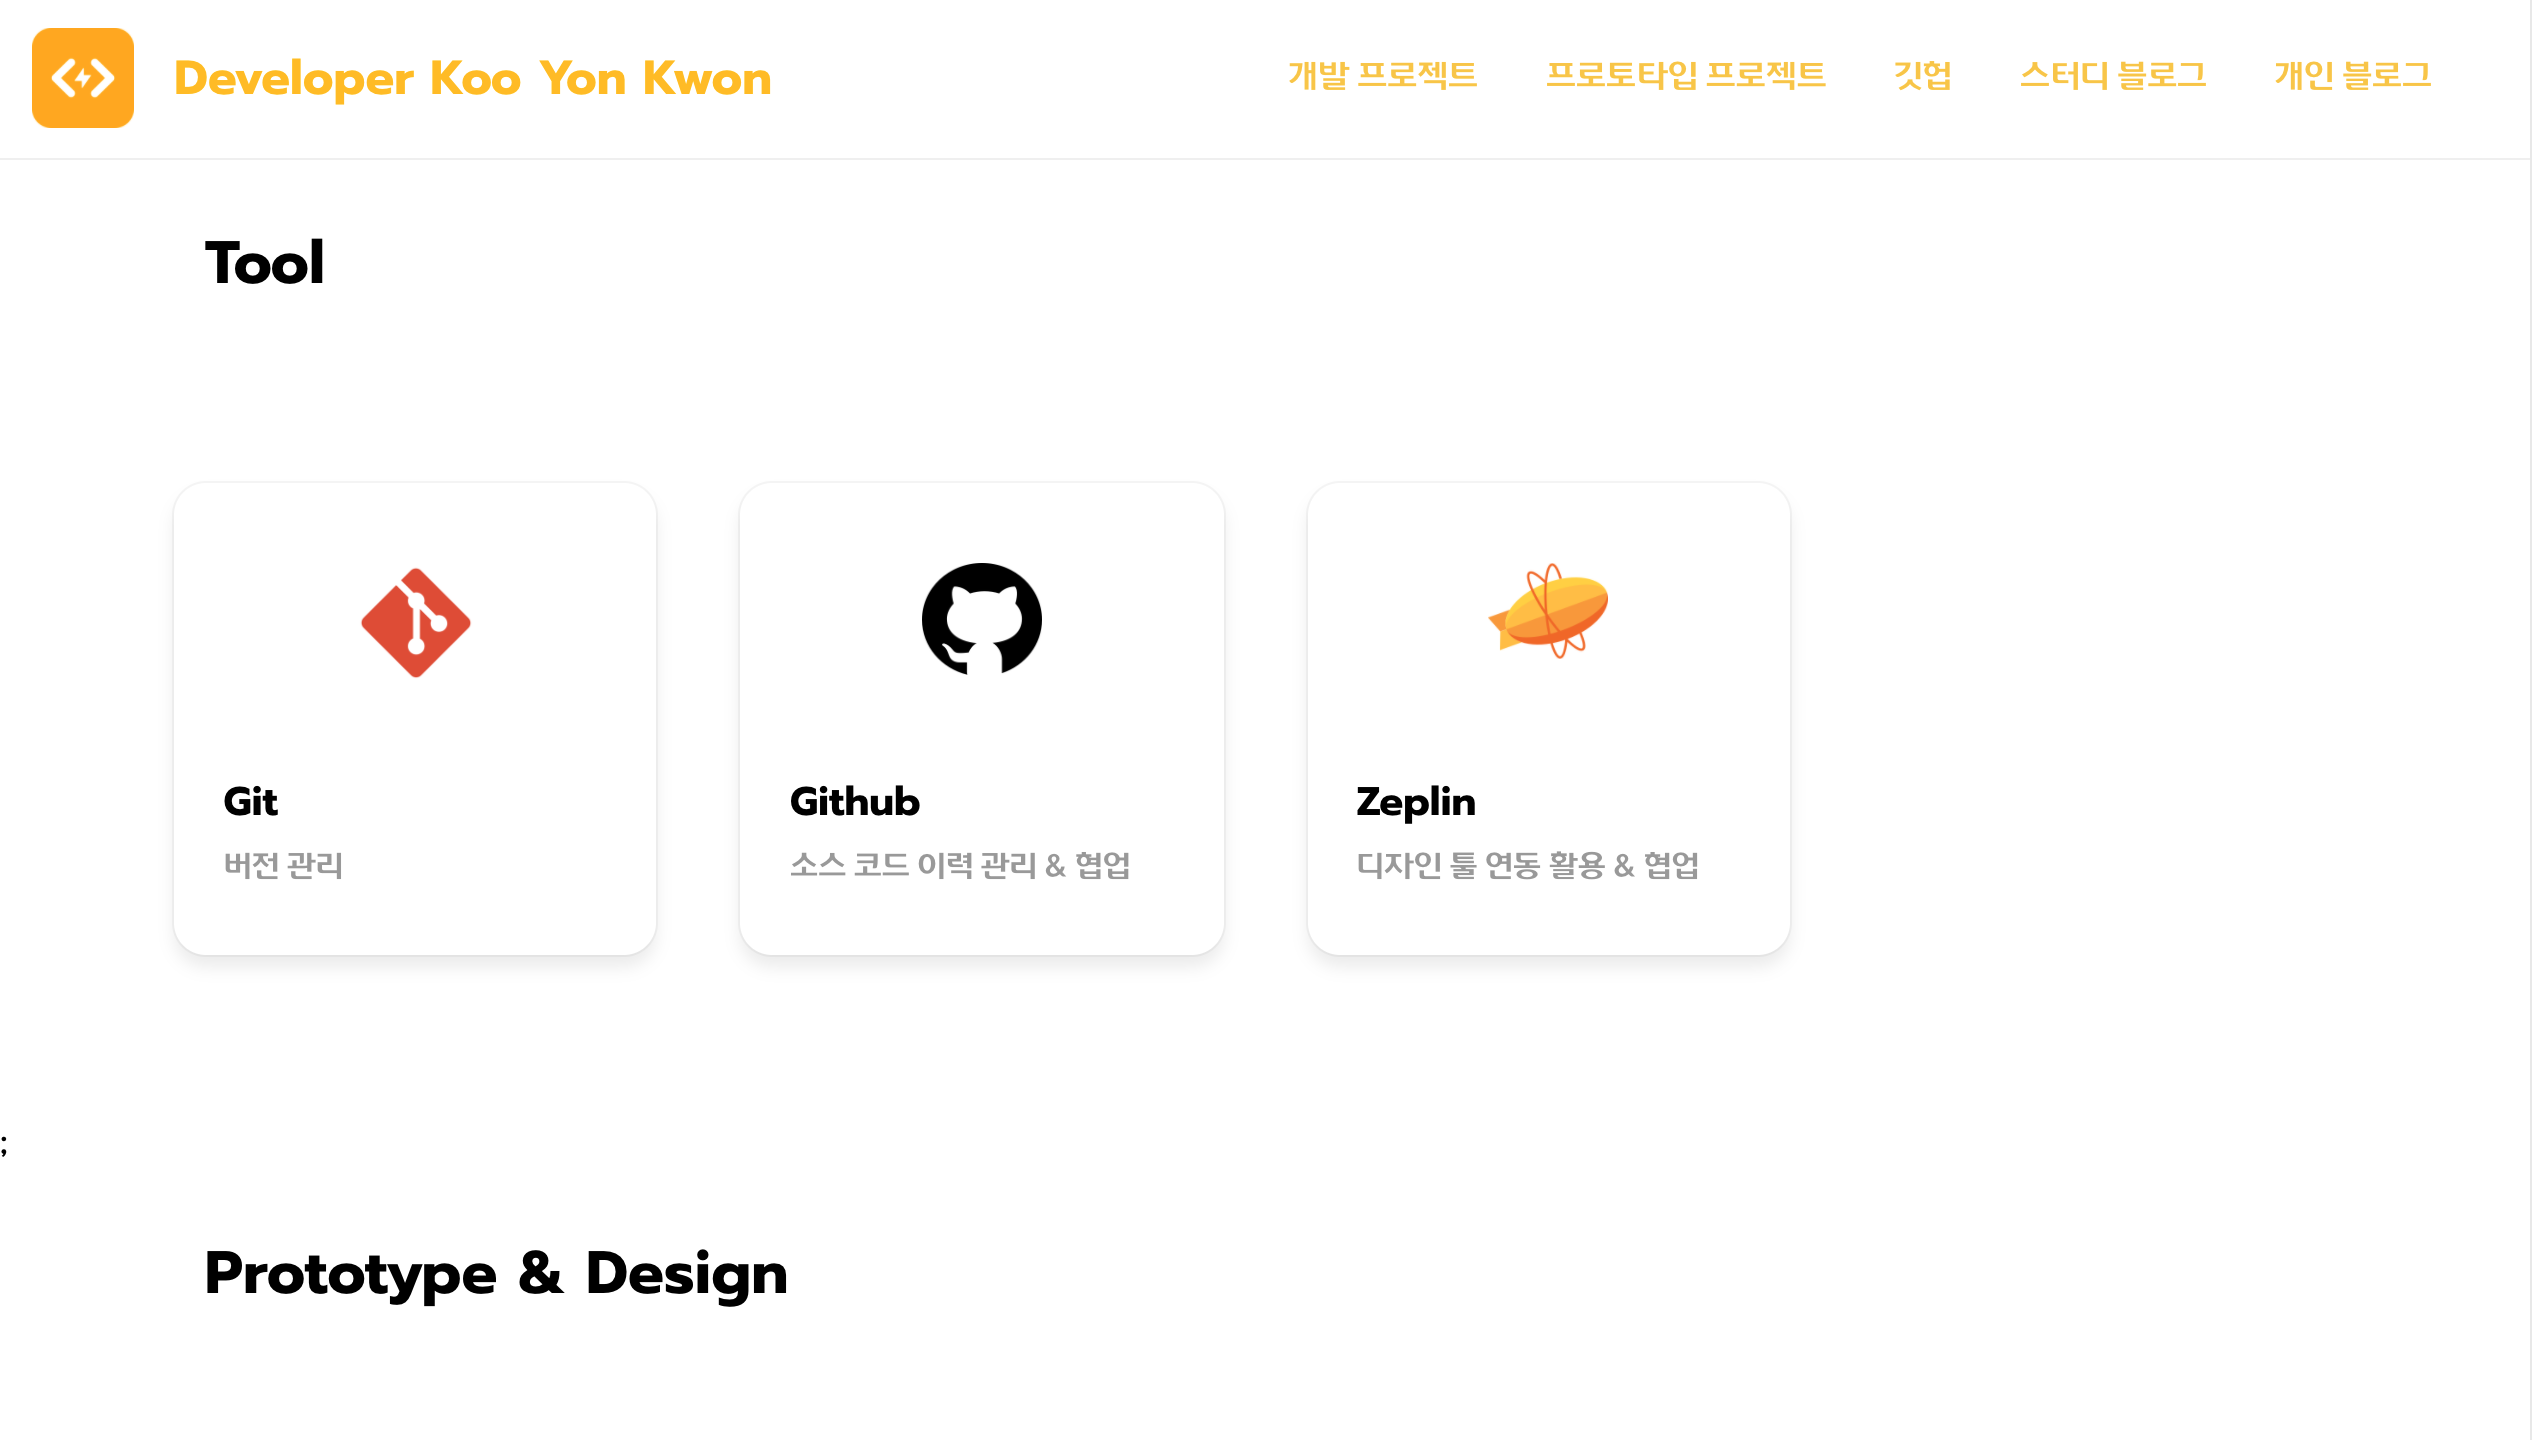 Developer Koo Yon Kwon
개발 프로젝트 프로토타입 프로젝트 깃헙 스터디 블로그 개인 블로그
Tool
Git
버전 관리
Github
소스 코드 이력 관리 & 협업
Zeplin
디자인 툴 연동 활용 & 협업
;
Prototype & Design